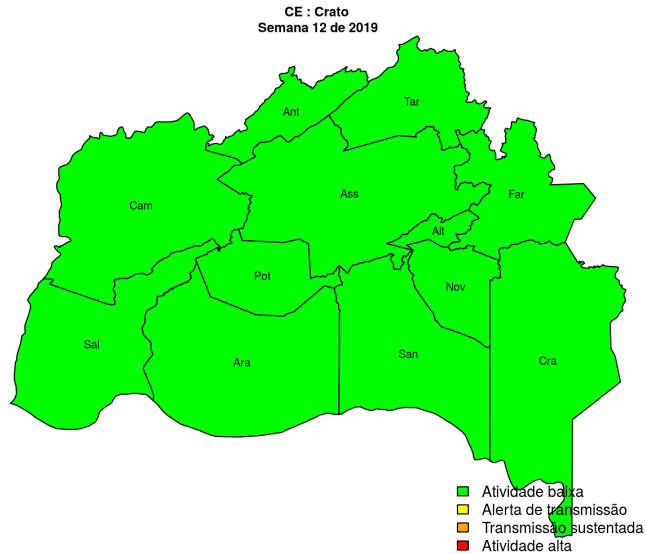 CE : Crato
Semana 12 de 2019
Tar
Ant
Ass
Far
Cam
Alt
Pot
Nov
Sal
San
Ara
Cra
Atividade baixa
Alerta de transmissão
Transmissão sustentada
Atividade alta